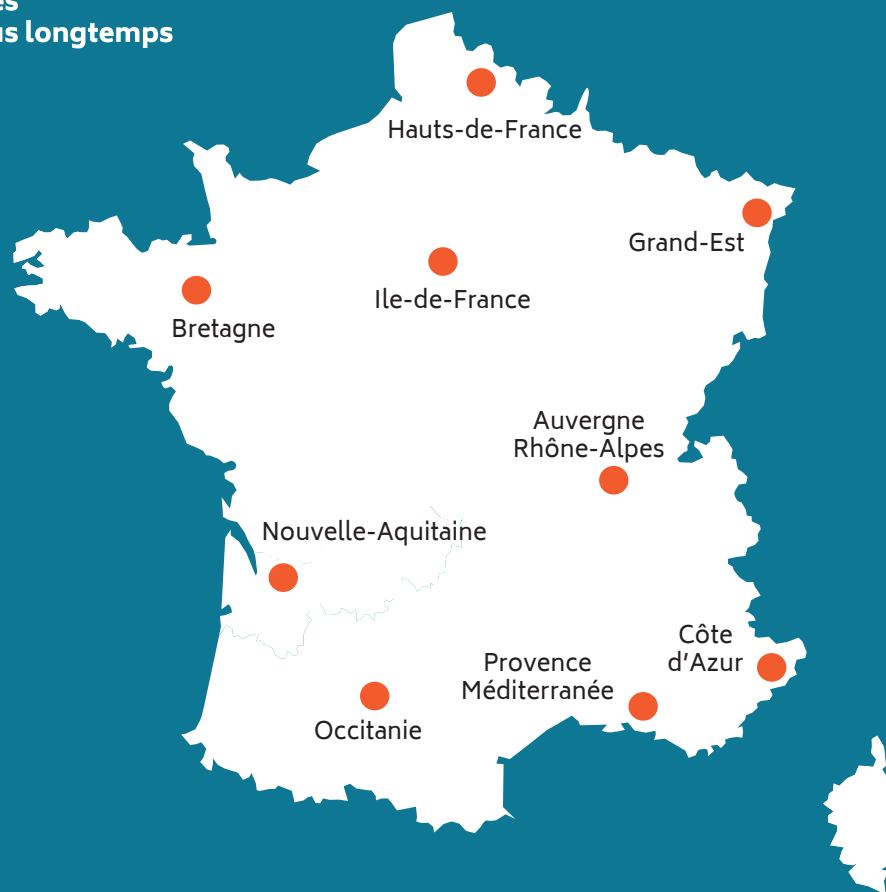 longtemps
Hauts-de-France
Grand-Est
Ile-de-France
Bretagne
Auvergne
Rhône-Alpes
Nouvelle-Aquitaine
Côte
d'Azur
Provence
Méditerranée
Occitanie